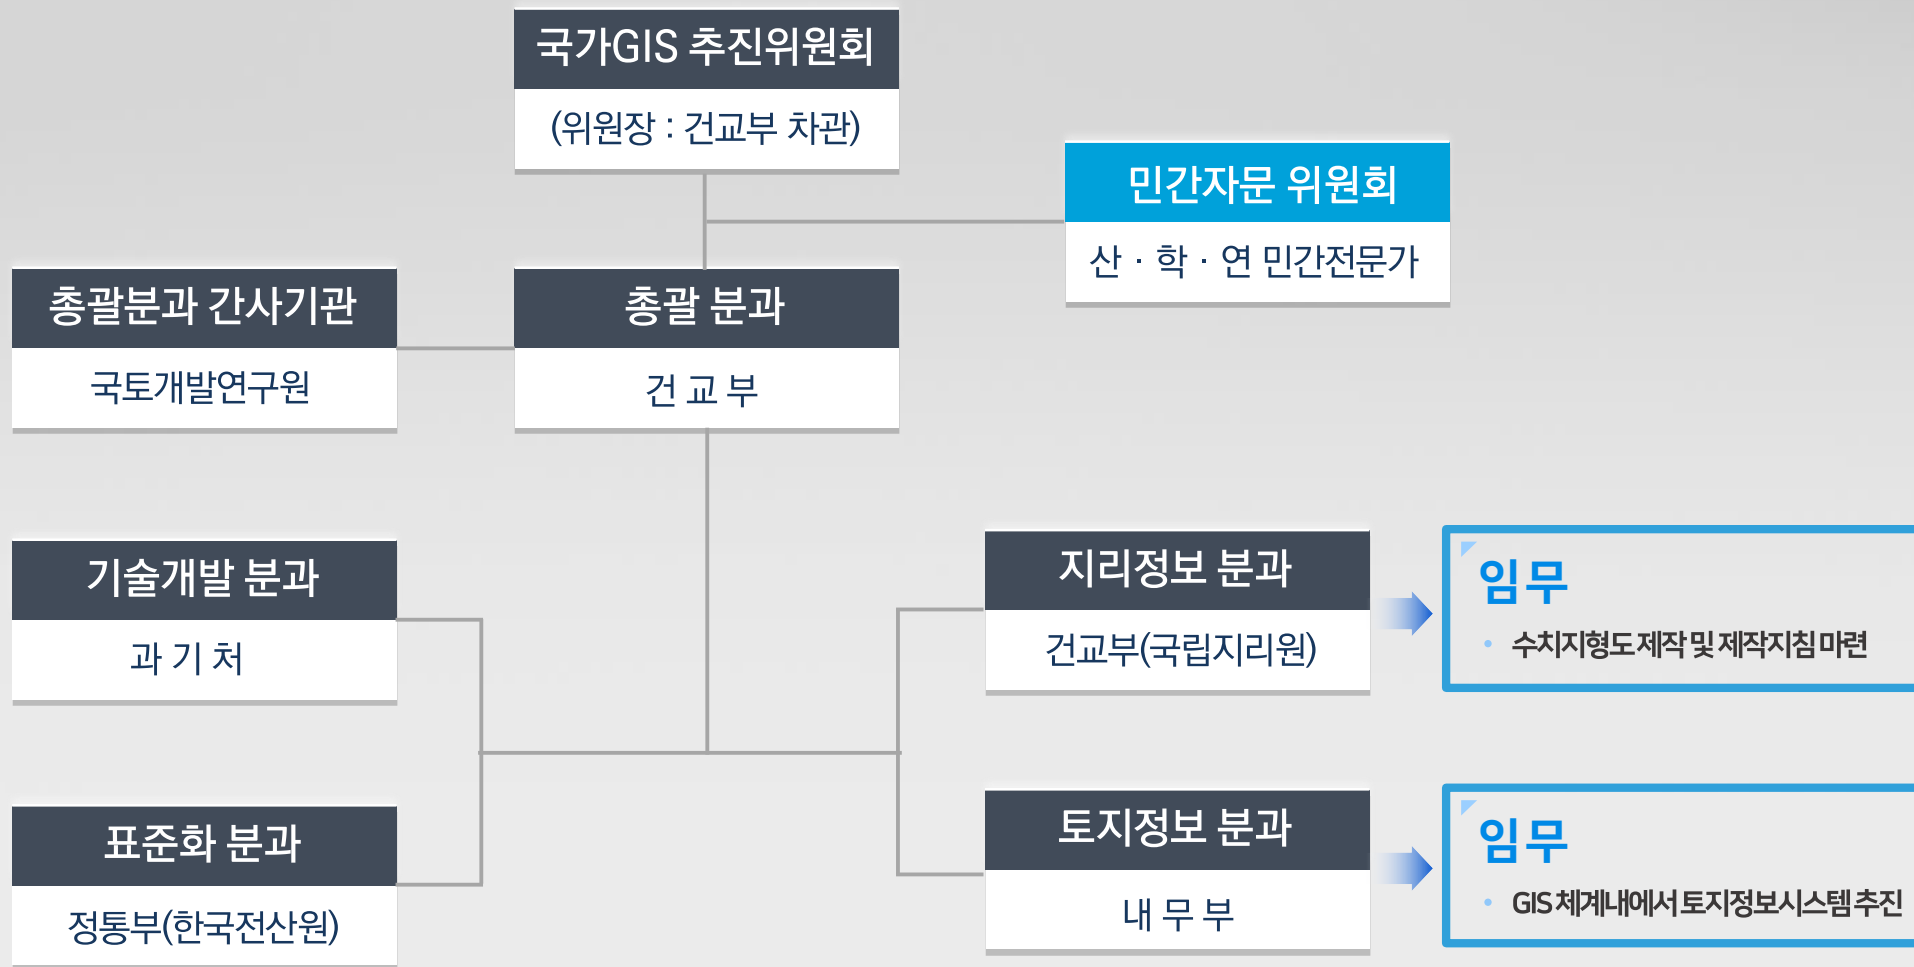 국가GIS 추진위원회
(위원장 : 건교부 차관)
민간자문 위원회
산 · 학 · 연 민간전문가
총괄분과 간사기관
국토개발연구원
총괄 분과
건 교 부
기술개발 분과
과 기 처
지리정보 분과
건교부(국립지리원)
임무
• 수치지형도 제작 및 제작지침 마련
표준화 분과
정통부(한국전산원)
토지정보 분과
내 무 부
임무
• GIS 체계내에서 토지정보시스템 추진